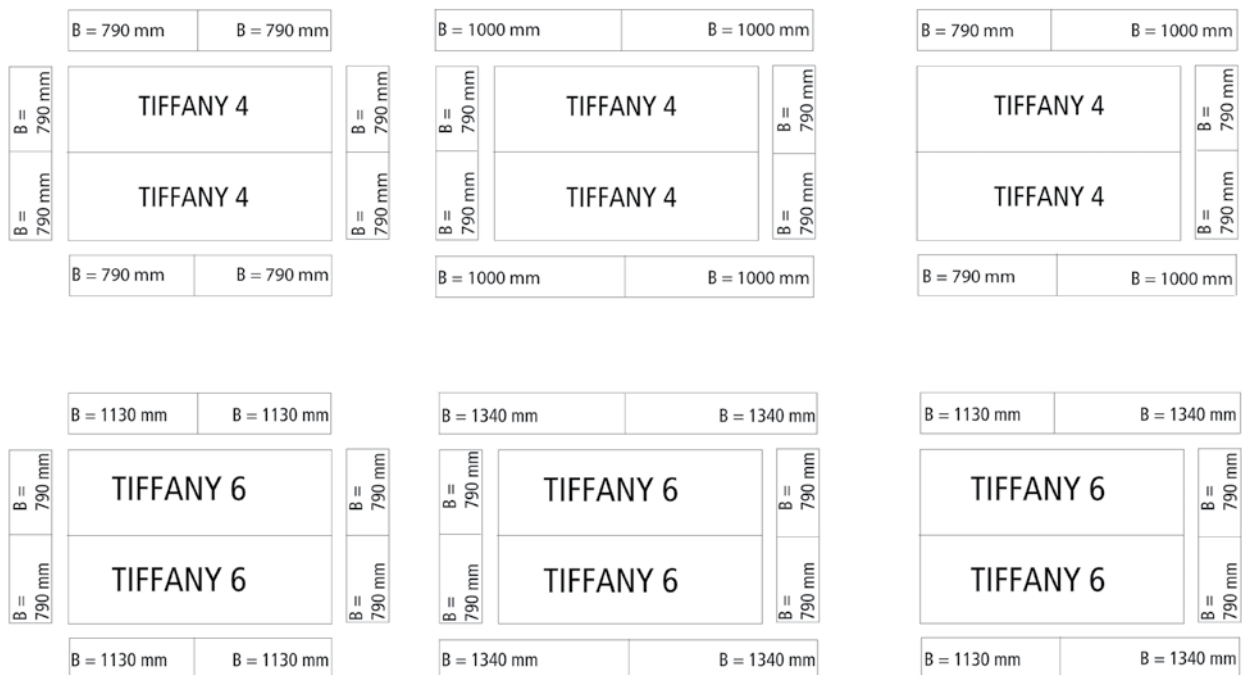 B = 790 mm B = 790 mm
B = 790 mm
B = 790 mm
TIFFANY 4
TIFFANY 4
B = 790 mm
B = 790 mm
B = 790 mm B = 790 mm
B = 1000 mm B = 1000 mm
B = 790 mm
B = 790 mm
TIFFANY 4
TIFFANY 4
B = 790 mm
B = 790 mm
B = 1000 mm B = 1000 mm
B = 790 mm B = 1000 mm
TIFFANY 4
TIFFANY 4
B = 790 mm
B = 790 mm
B = 790 mm B = 1000 mm
B = 1130 mm B = 1130 mm
B = 790 mm
B = 790 mm
TIFFANY 6
TIFFANY 6
B = 790 mm
B = 790 mm
B = 1130 mm B = 1130 mm
B = 1340 mm B = 1340 mm
B = 790 mm
B = 790 mm
TIFFANY 6
TIFFANY 6
B = 790 mm
B = 790 mm
B = 1340 mm B = 1340 mm
B = 1130 mm B = 1340 mm
TIFFANY 6
TIFFANY 6
B = 790 mm
B = 790 mm
B = 1130 mm B = 1340 mm